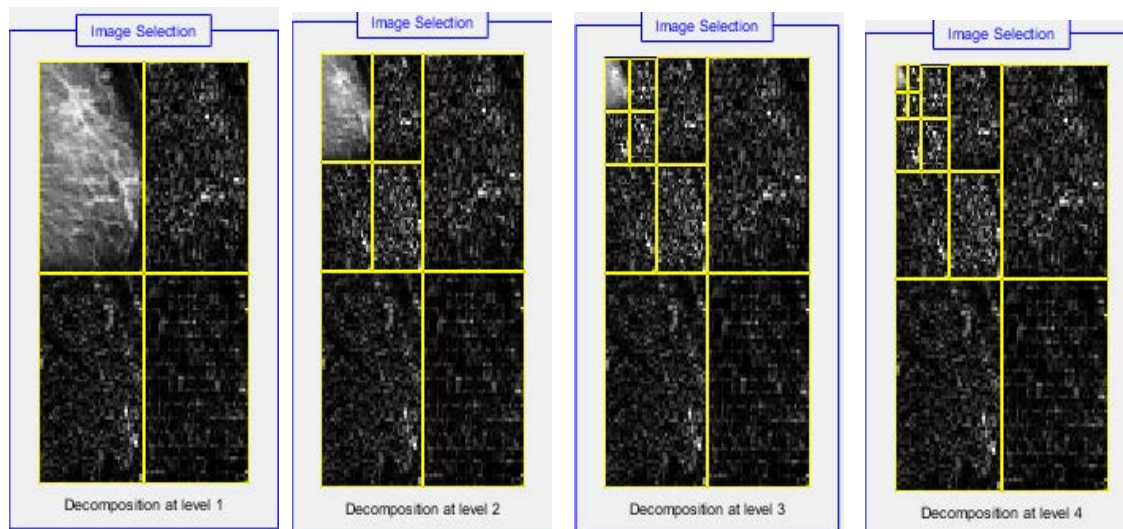 Image Selection
Decomposition at level 1
Image Selection
Decomposition at level 2
Image Selection
Decomposition at level 3
Image Selection
Decomposition at level 4